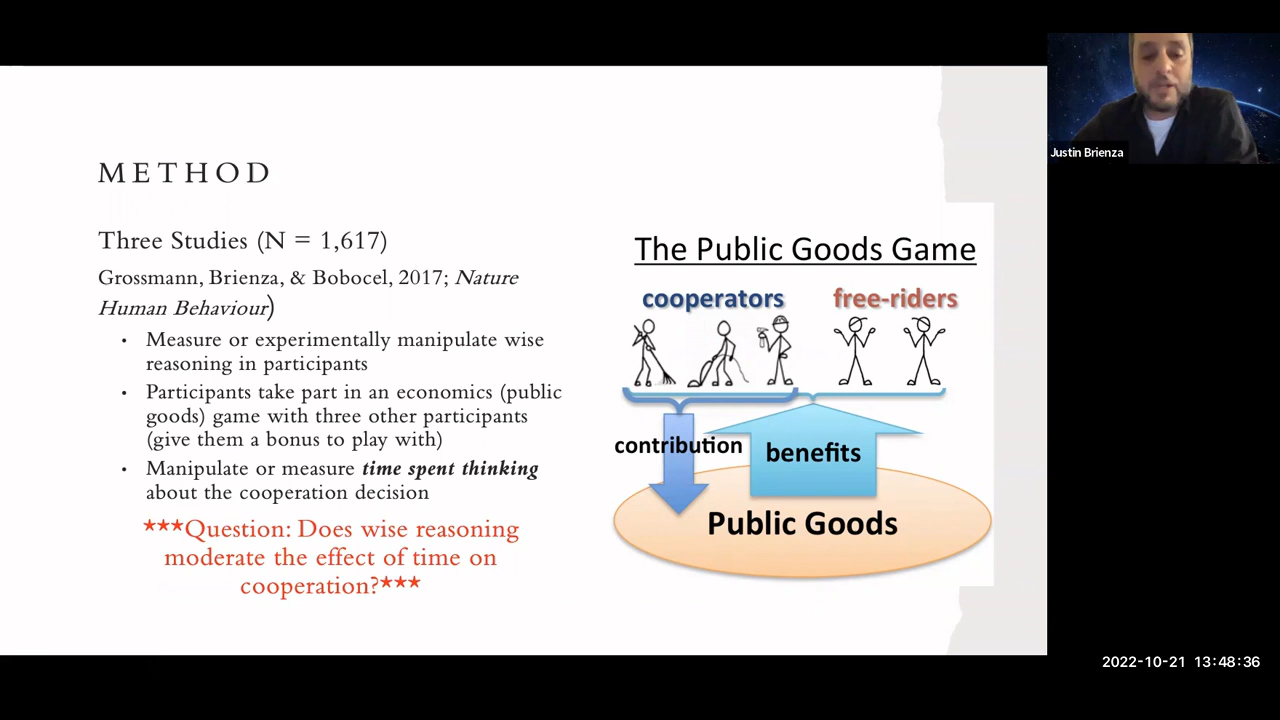 METHOD
Three Studies (N = 1,617)
Grossmann, Brienza, & Bobocel, 2017; Nature
Human Behaviour)
• Measure or experimentally manipulate wise
reasoning in participants
• Participants take part in an economics (public
goods) game with three other participants
(give them a bonus to play with)
• Manipulate or measure time spent thinking
about the cooperation decision
***Question: Does wise reasoning
moderate the effect of time on
cooperation?***
The Public Goods Game
cooperators free-riders
contribution benefits
Public Goods
Justin Brienza
2022-10-21 13:48:36